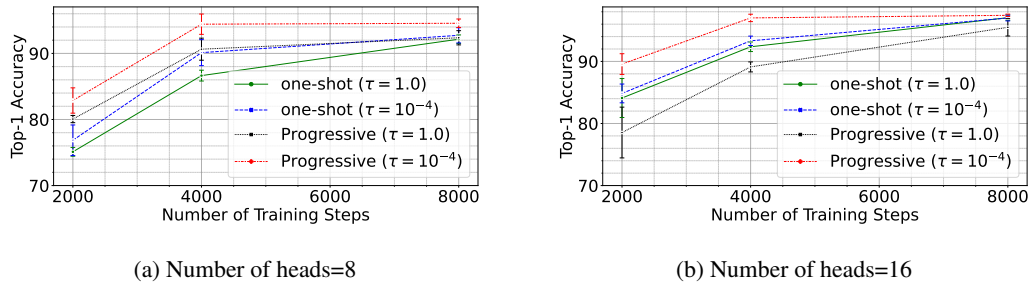 Top-1 Accuracy
90
80
70
one-shot (τ = 1.0)
one-shot (τ = 10⁻⁴)
Progressive (τ = 1.0)
Progressive (τ = 10⁻⁴)
2000 4000 6000 8000
Number of Training Steps
(a) Number of heads=8
Top-1 Accuracy
90
80
70
one-shot (τ = 1.0)
one-shot (τ = 10⁻⁴)
Progressive (τ = 1.0)
Progressive (τ = 10⁻⁴)
2000 4000 6000 8000
Number of Training Steps
(b) Number of heads=16